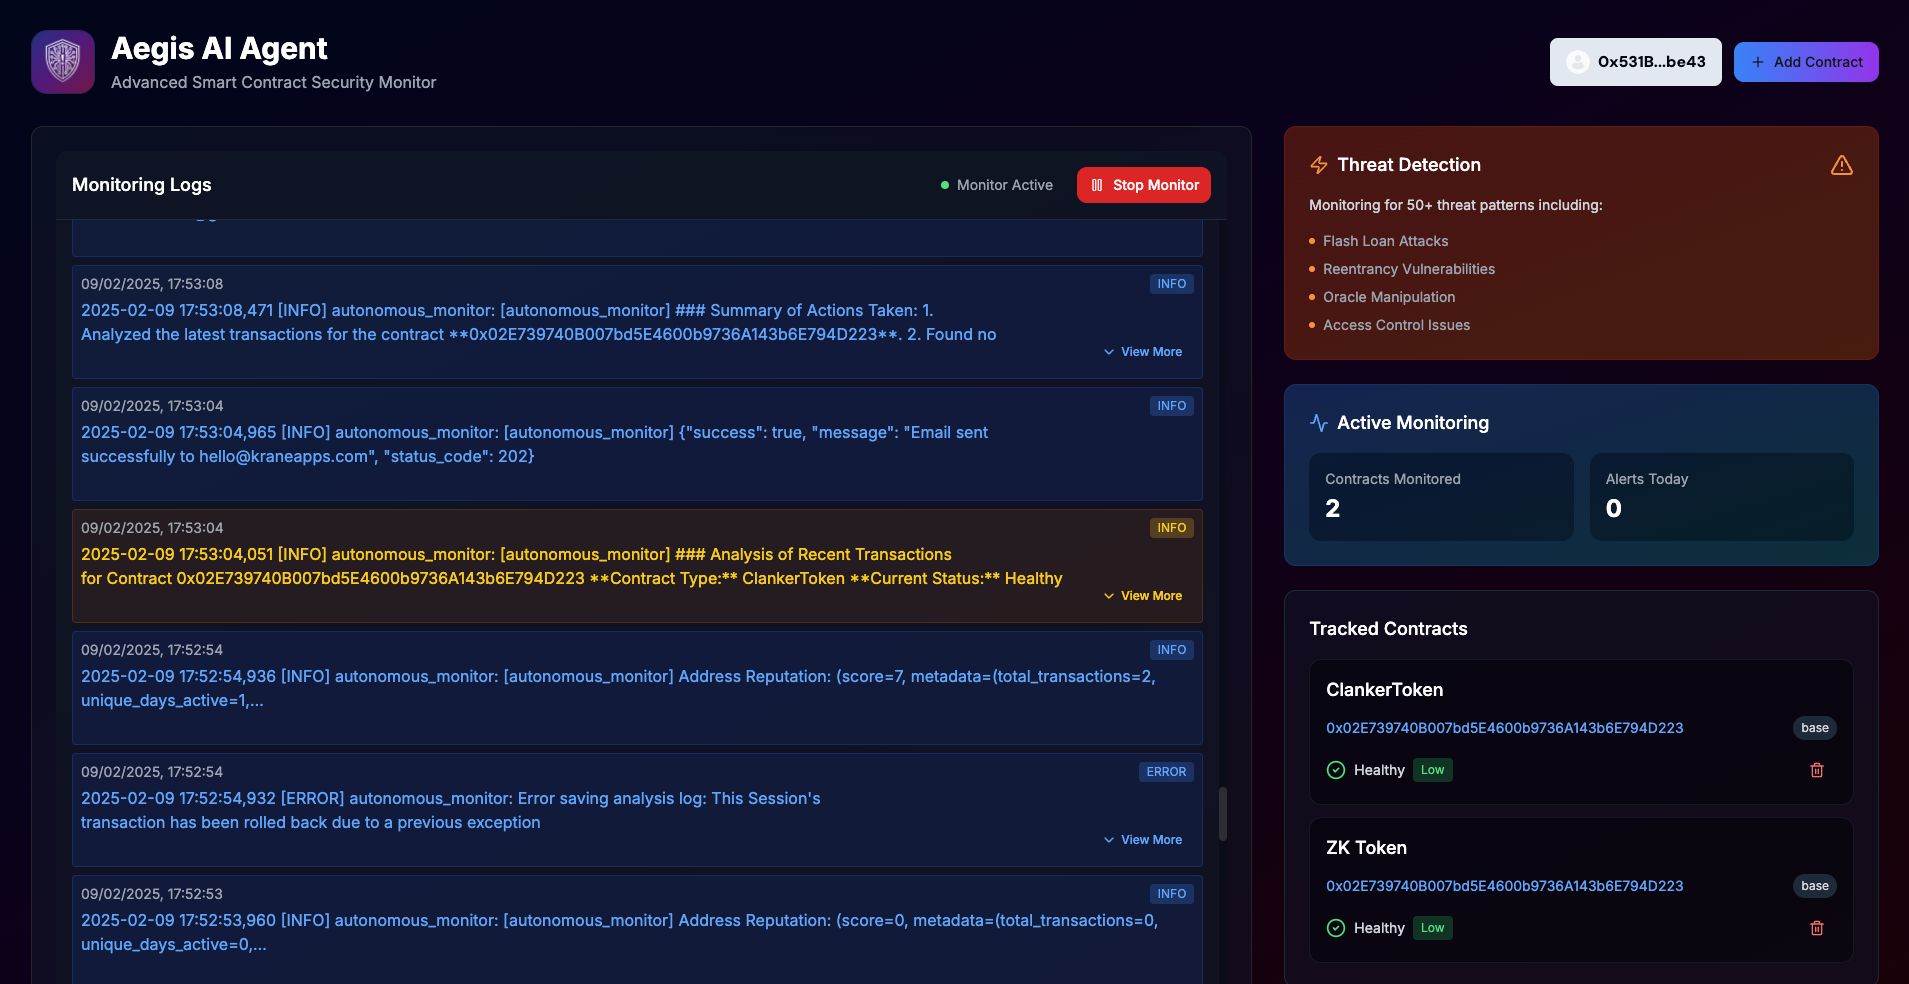 Aegis AI Agent
Advanced Smart Contract Security Monitor
0x531B...be43
+ Add Contract
Monitoring Logs
Monitor Active
Stop Monitor
09/02/2025, 17:53:08
INFO
2025-02-09 17:53:08,471 [INFO] autonomous_monitor: [autonomous_monitor] ### Summary of Actions Taken: 1.
Analyzed the latest transactions for the contract **0x02E739740B007bd5E4600b9736A143b6E794D223**. 2. Found no
View More
09/02/2025, 17:53:04
INFO
2025-02-09 17:53:04,965 [INFO] autonomous_monitor: [autonomous_monitor] {"success": true, "message": "Email sent
successfully to hello@kraneapps.com", "status_code": 202}
09/02/2025, 17:53:04
INFO
2025-02-09 17:53:04,051 [INFO] autonomous_monitor: [autonomous_monitor] ### Analysis of Recent Transactions
for Contract 0x02E739740B007bd5E4600b9736A143b6E794D223 **Contract Type:** ClankerToken **Current Status:** Healthy
View More
09/02/2025, 17:52:54
INFO
2025-02-09 17:52:54,936 [INFO] autonomous_monitor: [autonomous_monitor] Address Reputation: (score=7, metadata=(total_transactions=2,
unique_days_active=1,...
09/02/2025, 17:52:54
ERROR
2025-02-09 17:52:54,932 [ERROR] autonomous_monitor: Error saving analysis log: This Session's
transaction has been rolled back due to a previous exception
View More
09/02/2025, 17:52:53
INFO
2025-02-09 17:52:53,960 [INFO] autonomous_monitor: [autonomous_monitor] Address Reputation: (score=0, metadata=(total_transactions=0,
unique_days_active=0,...
Threat Detection
Monitoring for 50+ threat patterns including:
Flash Loan Attacks
Reentrancy Vulnerabilities
Oracle Manipulation
Access Control Issues
Active Monitoring
Contracts Monitored
2
Alerts Today
0
Tracked Contracts
ClankerToken
0x02E739740B007bd5E4600b9736A143b6E794D223
base
Healthy
Low
ZK Token
0x02E739740B007bd5E4600b9736A143b6E794D223
base
Healthy
Low